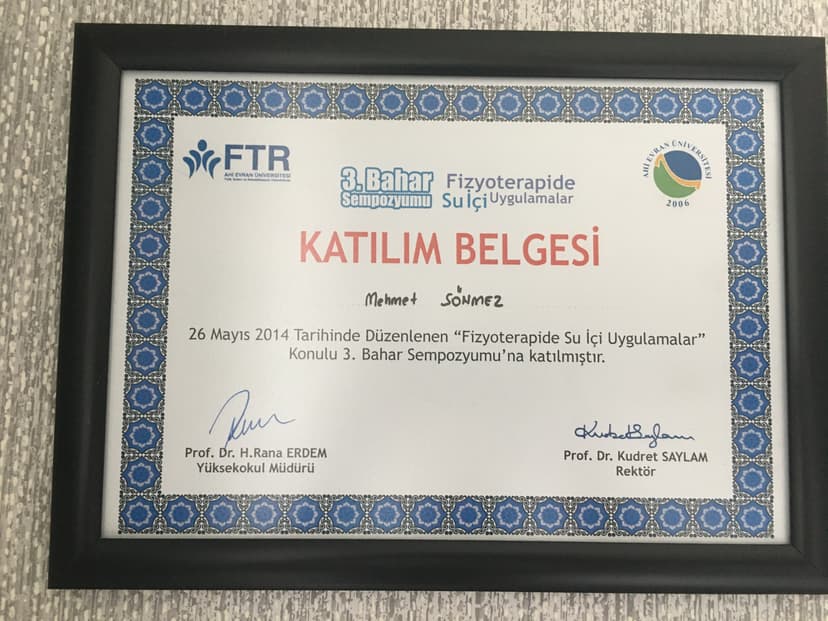 FTR
AHİ EVRAN ÜNİVERSİTESİ
AHİ EVRAN ÜNİVERSİTESİ
2006
3. Bahar
Sempozyumu
Fizyoterapide
Su İçi Uygulamalar
KATILIM BELGESİ
Mehmet SÖNMEZ
26 Mayıs 2014 Tarihinde Düzenlenen “Fizyoterapide Su İçi Uygulamalar”
Konulu 3. Bahar Sempozyumu’na katılmıştır.
Prof. Dr. H.Rana ERDEM
Yüksekokul Müdürü
Kudret Saylam
Prof. Dr. Kudret SAYLAM
Rektör